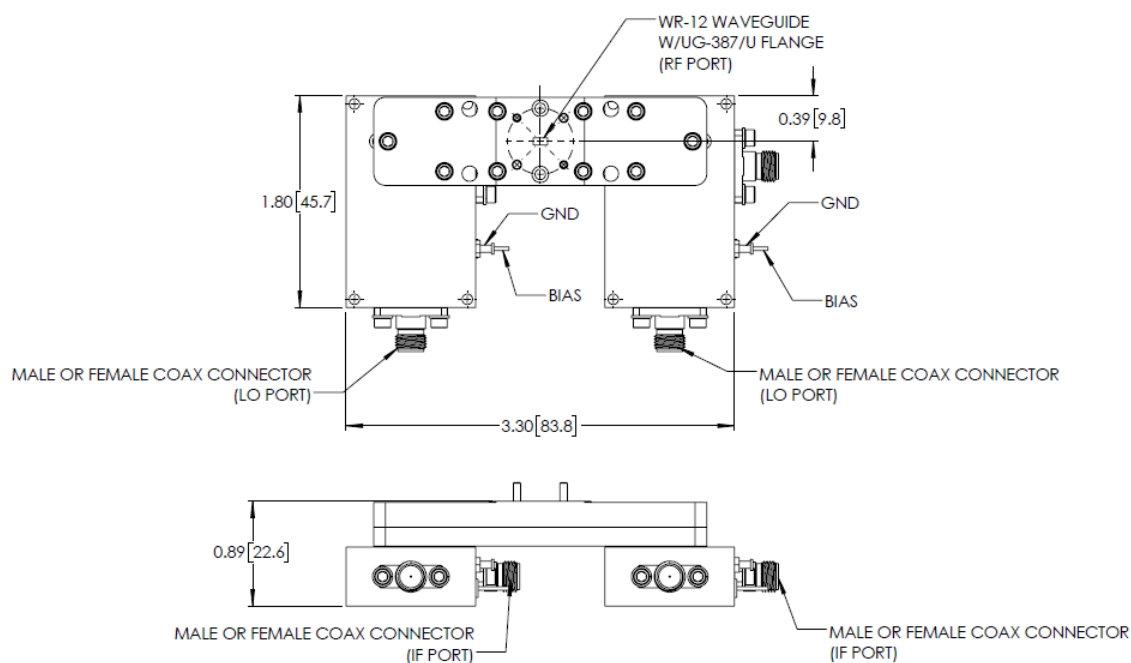 WR-12 WAVEGUIDE
W/UG-387/U FLANGE
(RF PORT)
0.39[9.8]
1.80[45.7]
GND
GND
BIAS
BIAS
MALE OR FEMALE COAX CONNECTOR
(LO PORT)
MALE OR FEMALE COAX CONNECTOR
(LO PORT)
3.30[83.8]
0.89[22.6]
MALE OR FEMALE COAX CONNECTOR
(IF PORT)
MALE OR FEMALE COAX CONNECTOR
(IF PORT)